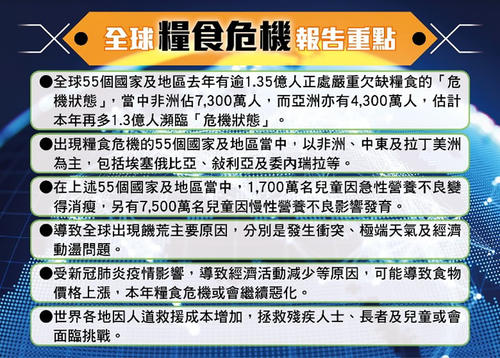 全球糧食危機報告重點
●全球55個國家及地區去年有逾1.35億人正處嚴重欠缺糧食的「危
機狀態」，當中非洲佔7,300萬人，而亞洲亦有4,300萬人，估計
本年再多1.3億人瀕臨「危機狀態」。
●出現糧食危機的55個國家及地區當中，以非洲、中東及拉丁美洲
為主，包括埃塞俄比亞、敍利亞及委內瑞拉等。
●在上述55個國家及地區當中，1,700萬名兒童因急性營養不良變
得消瘦，另有7,500萬名兒童因慢性營養不良影響發育。
●導致全球出現饑荒主要原因，分別是發生衝突、極端天氣及經濟
動盪問題。
●受新冠肺炎疫情影響，導致經濟活動減少等原因，可能導致食物
價格上漲，本年糧食危機或會繼續惡化。
●世界各地因人道救援成本增加，拯救殘疾人士、長者及兒童或會
面臨挑戰。